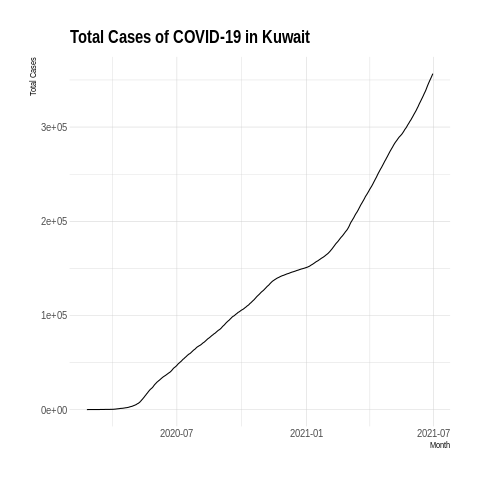 Total Cases of COVID-19 in Kuwait
Total Cases
3e+05
2e+05
1e+05
0e+00
2020-07 2021-01 2021-07
Month